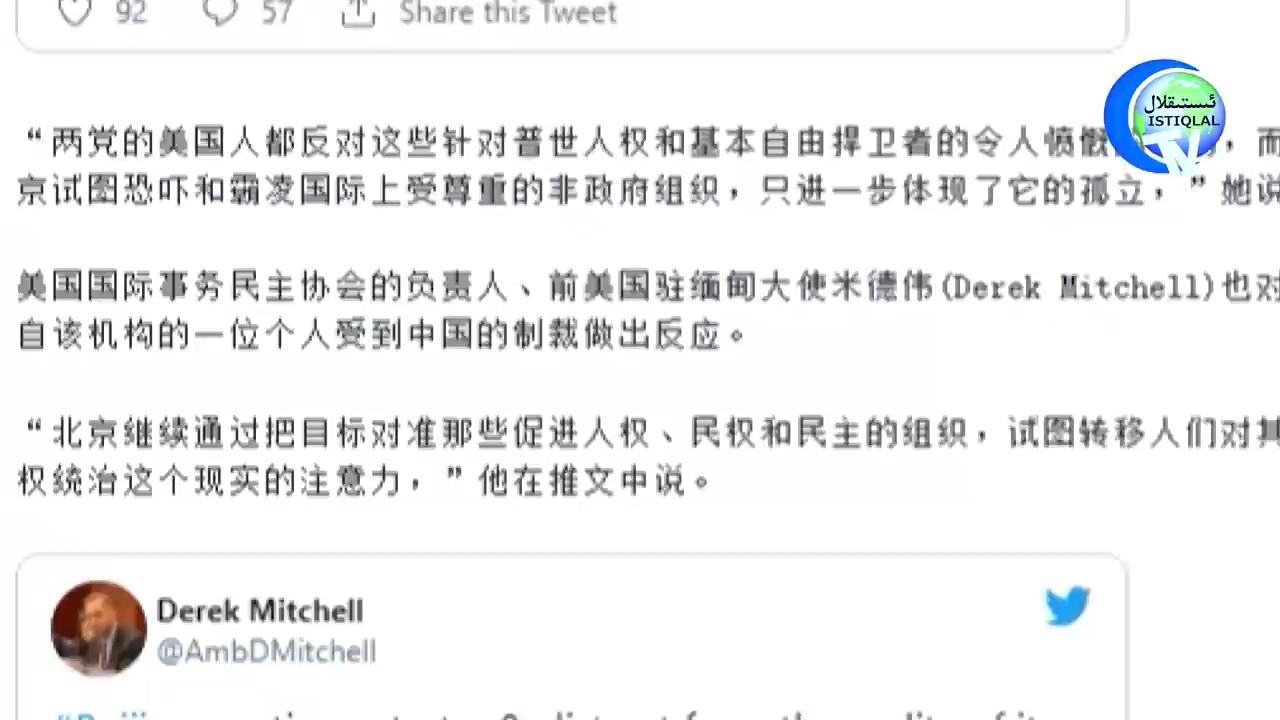 92 57 Share this Tweet
ئىستىقلال
ISTIQLAL
TV
“两党的美国人都反对这些针对普世人权和基本自由捍卫者的令人愤慨，而
京试图恐吓和霸凌国际上受尊重的非政府组织，只进一步体现了它的孤立，”她说
美国国际事务民主协会的负责人、前美国驻缅甸大使米德伟(Derek Mitchell)也对
自该机构的一位个人受到中国的制裁做出反应。
“北京继续通过把目标对准那些促进人权、民权和民主的组织，试图转移人们对其
权统治这个现实的注意力，”他在推文中说。
Derek Mitchell
@AmbDMitchell